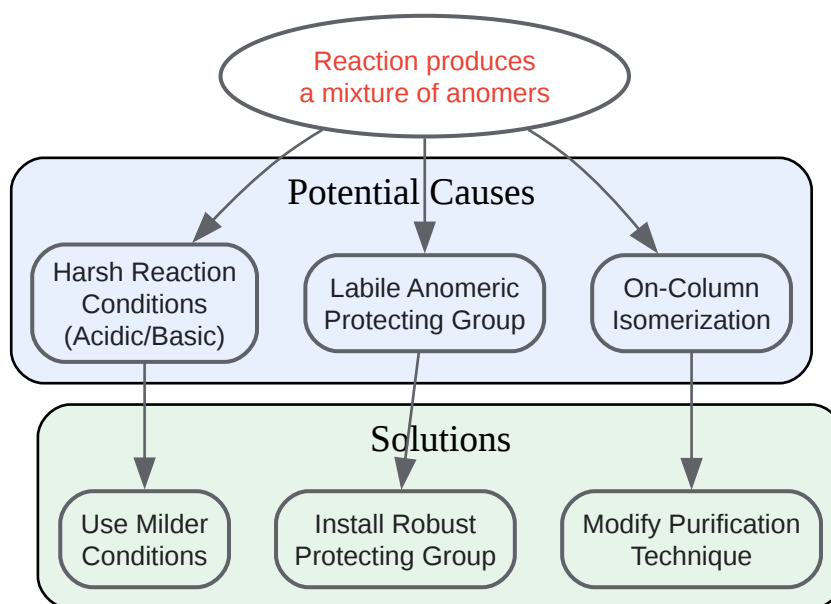 Reaction produces
a mixture of anomers
Potential Causes
Harsh Reaction
Conditions
(Acidic/Basic)
Labile Anomeric
Protecting Group
On-Column
Isomerization
Solutions
Use Milder
Conditions
Install Robust
Protecting Group
Modify Purification
Technique